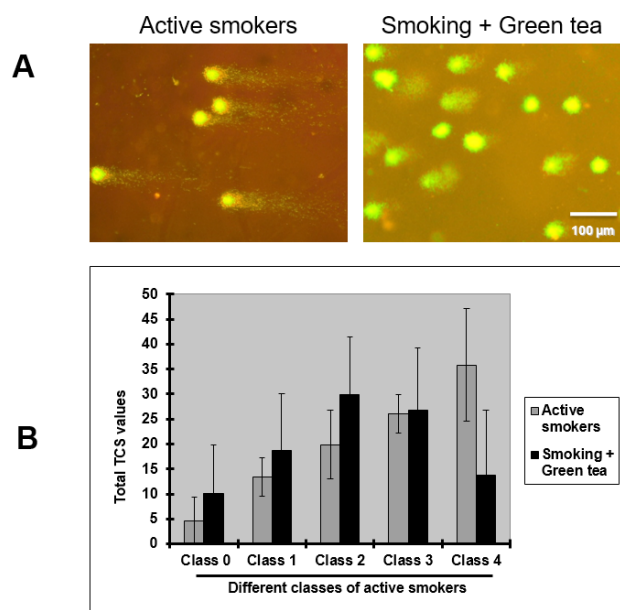 Active smokers
Smoking + Green tea
A
100 µm
50
45
40
35
30
25
20
15
10
5
0
Total TCS values
Class 0 Class 1 Class 2 Class 3 Class 4
Different classes of active smokers
Active
smokers
Smoking +
Green tea
B